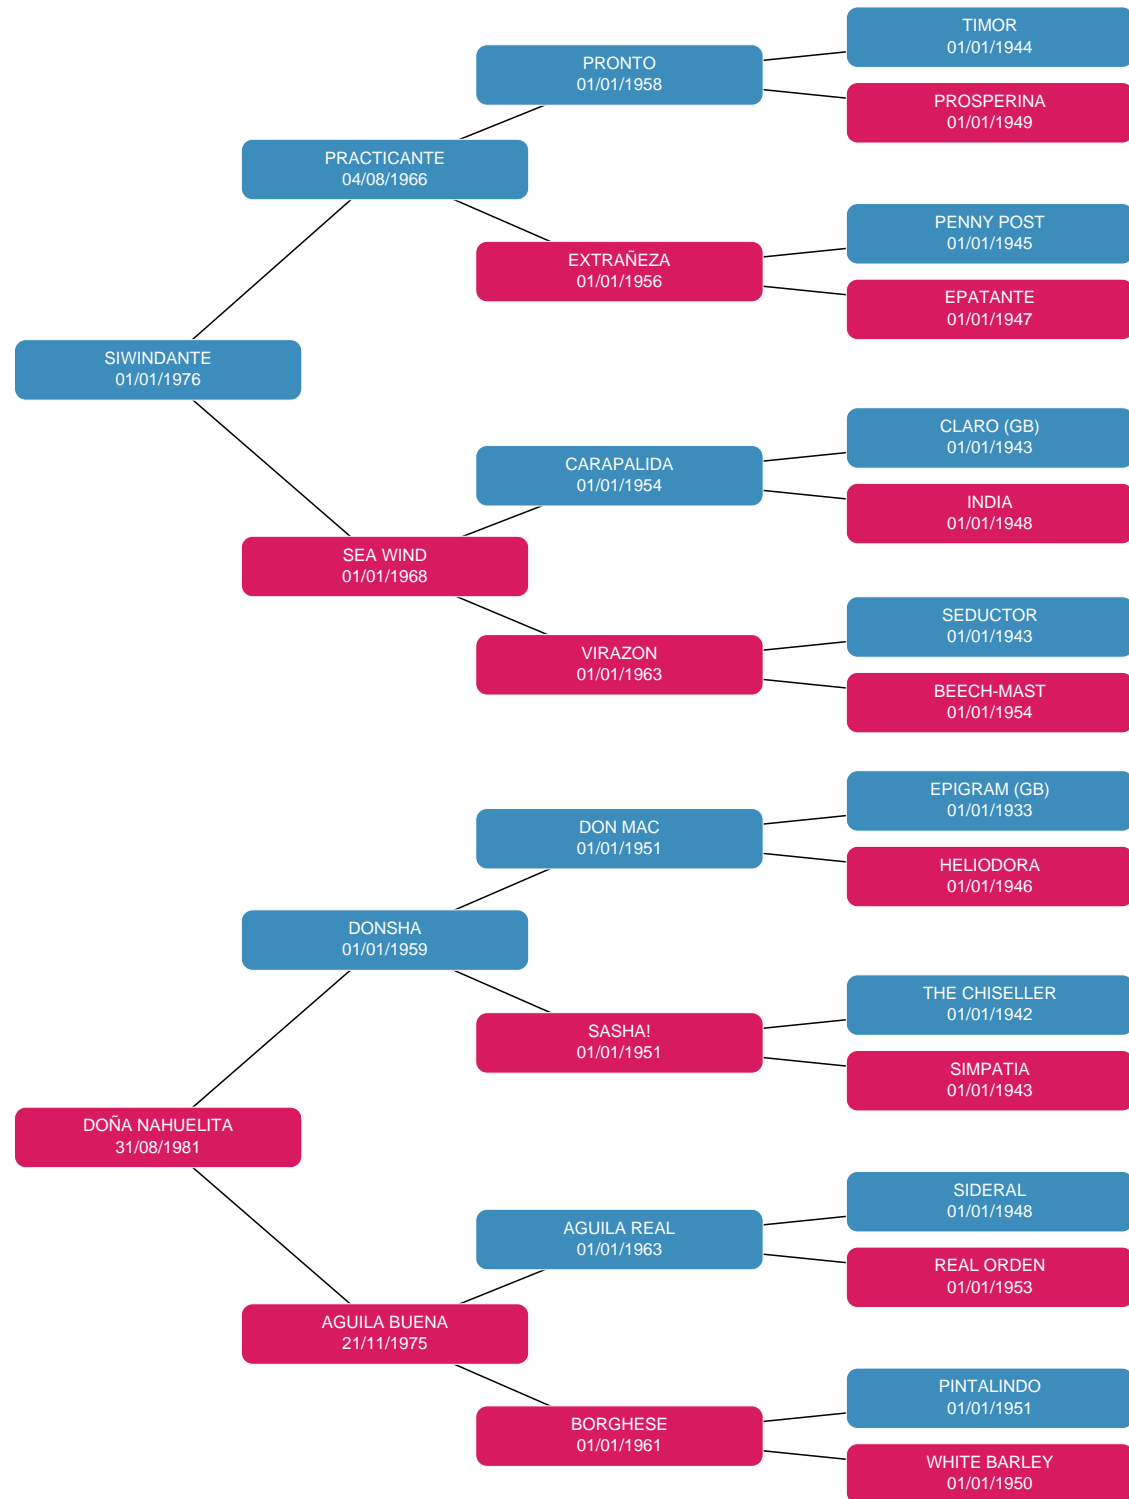 TIMOR
01/01/1944
PRONTO
01/01/1958
PROSPERINA
01/01/1949
PRACTICANTE
04/08/1966
PENNY POST
01/01/1945
EXTRAÑEZA
01/01/1956
EPATANTE
01/01/1947
SIWINDANTE
01/01/1976
CLARO (GB)
01/01/1943
CARAPALIDA
01/01/1954
INDIA
01/01/1948
SEA WIND
01/01/1968
SEDUCTOR
01/01/1943
VIRAZON
01/01/1963
BEECH-MAST
01/01/1954
EPIGRAM (GB)
01/01/1933
DON MAC
01/01/1951
HELIODORA
01/01/1946
DONSHA
01/01/1959
THE CHISELLER
01/01/1942
SASHA!
01/01/1951
SIMPATIA
01/01/1943
DOÑA NAHUELITA
31/08/1981
SIDERAL
01/01/1948
AGUILA REAL
01/01/1963
REAL ORDEN
01/01/1953
AGUILA BUENA
21/11/1975
PINTALINDO
01/01/1951
BORGHESE
01/01/1961
WHITE BARLEY
01/01/1950